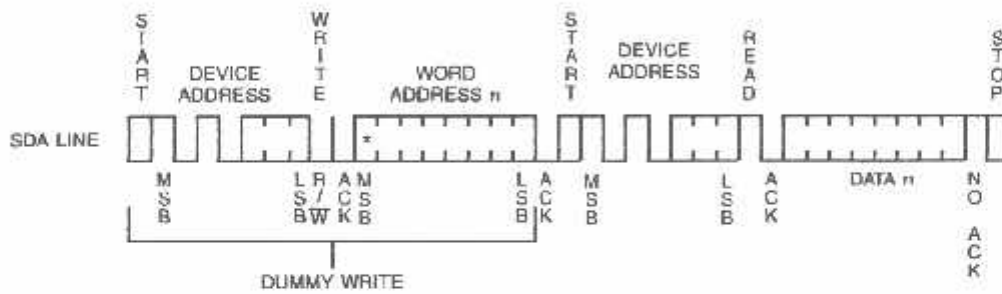 START
WRITE
START
READ
STOP
DEVICE
ADDRESS
WORD
ADDRESS n
DEVICE
ADDRESS
SDA LINE
*
MSB
LSB
R/W
ACK
MSB
LSB
ACK
MSB
LSB
ACK
DATA n
NO ACK
DUMMY WRITE